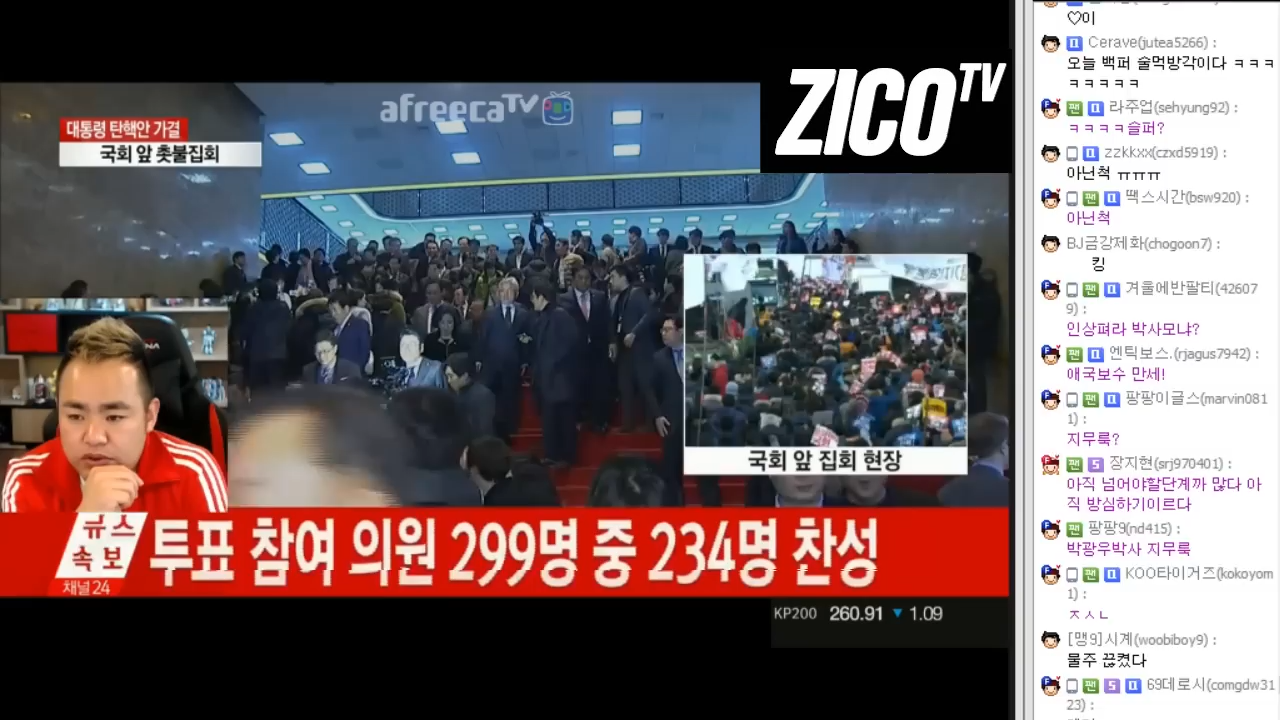 afreecaTV
ZICO TV
대통령 탄핵안 가결
국회 앞 촛불집회
국회 앞 집회 현장
뉴스
속보
채널 24
투표 참여 의원 299명 중 234명 찬성
KP200 260.91 ▼ 1.09
♡이
Cerave(jutea5266) :
오늘 백퍼 술먹방각이다 ㅋㅋㅋ
ㅋㅋㅋㅋㅋ
팬 라주업(sehyung92) :
ㅋㅋㅋㅋ슬퍼?
zzkkxx(czxd5919) :
아닌척 ㅠㅠㅠ
팬 땍스시간(bsw920) :
아닌척
BJ금강제화(chogoon7) :
킹
팬 겨울에반팔티(42607
9) :
인상펴라 박사모냐?
팬 엔틱보스.(rjagus7942) :
애국보수 만세!
팬 팡팡이글스(marvin081
1) :
지무룩?
팬 S 장지현(srj970401) :
아직 넘어야할단계까 많다 아
직 방심하기이르다
팬 팡팡9(nd415) :
박광우박사 지무룩
팬 KOO타이거즈(kokoyom
1) :
ㅈㅅㄴ
[맹9]시계(woobiboy9) :
물주 끊켰다
팬 S 69데로시(comgdw31
23) :